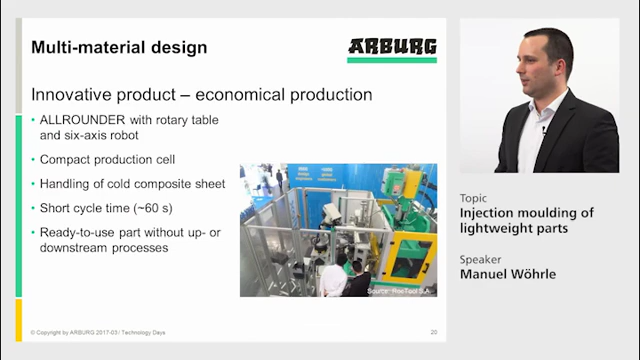 Multi-material design
ARBURG
Innovative product – economical production
• ALLROUNDER with rotary table
and six-axis robot
• Compact production cell
• Handling of cold composite sheet
• Short cycle time (~60 s)
• Ready-to-use part without up- or
downstream processes
Source: RocTool S.A.
© Copyright by ARBURG 2017-03 / Technology Days
20
Topic
Injection moulding of
lightweight parts
Speaker
Manuel Wöhrle